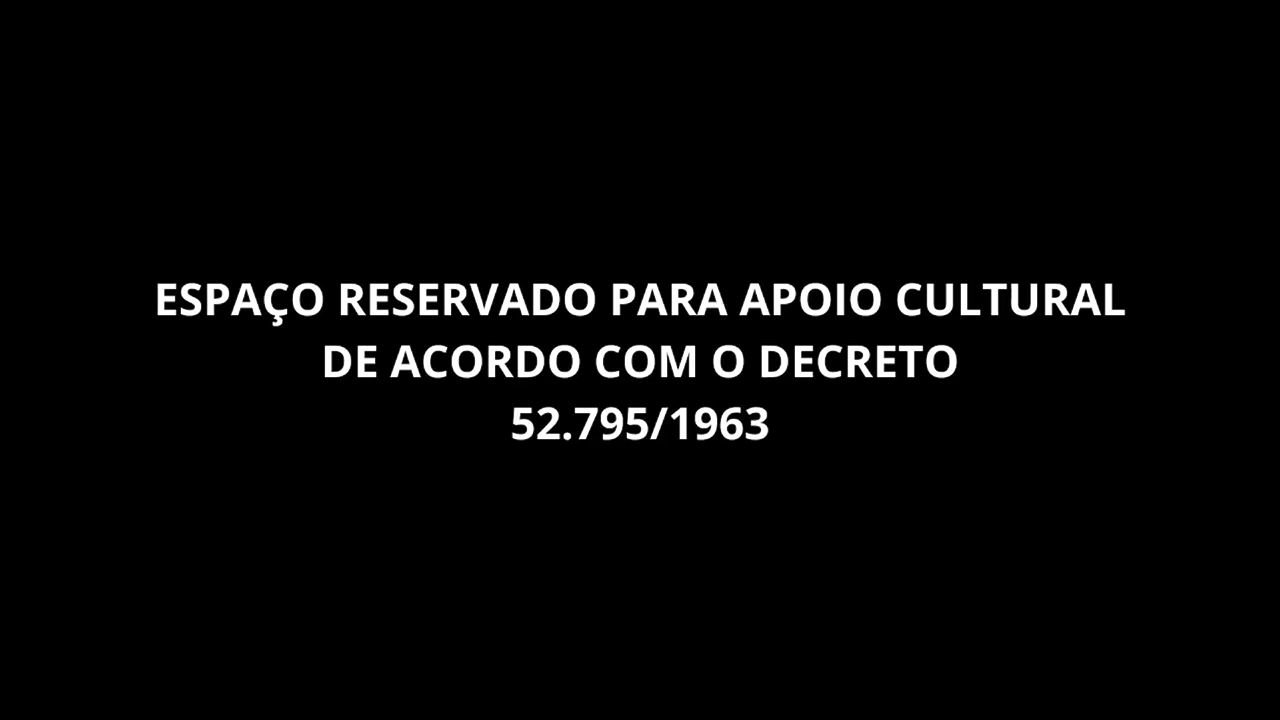 ESPAÇO RESERVADO PARA APOIO CULTURAL
DE ACORDO COM O DECRETO
52.795/1963